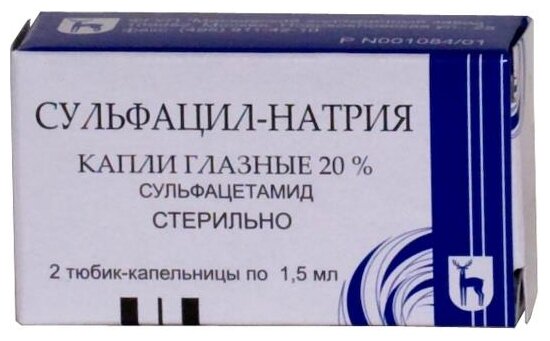 Р N001084/01
СУЛЬФАЦИЛ-НАТРИЯ
КАПЛИ ГЛАЗНЫЕ 20 %
СУЛЬФАЦЕТАМИД
СТЕРИЛЬНО
2 тюбик-капельницы по 1,5 мл